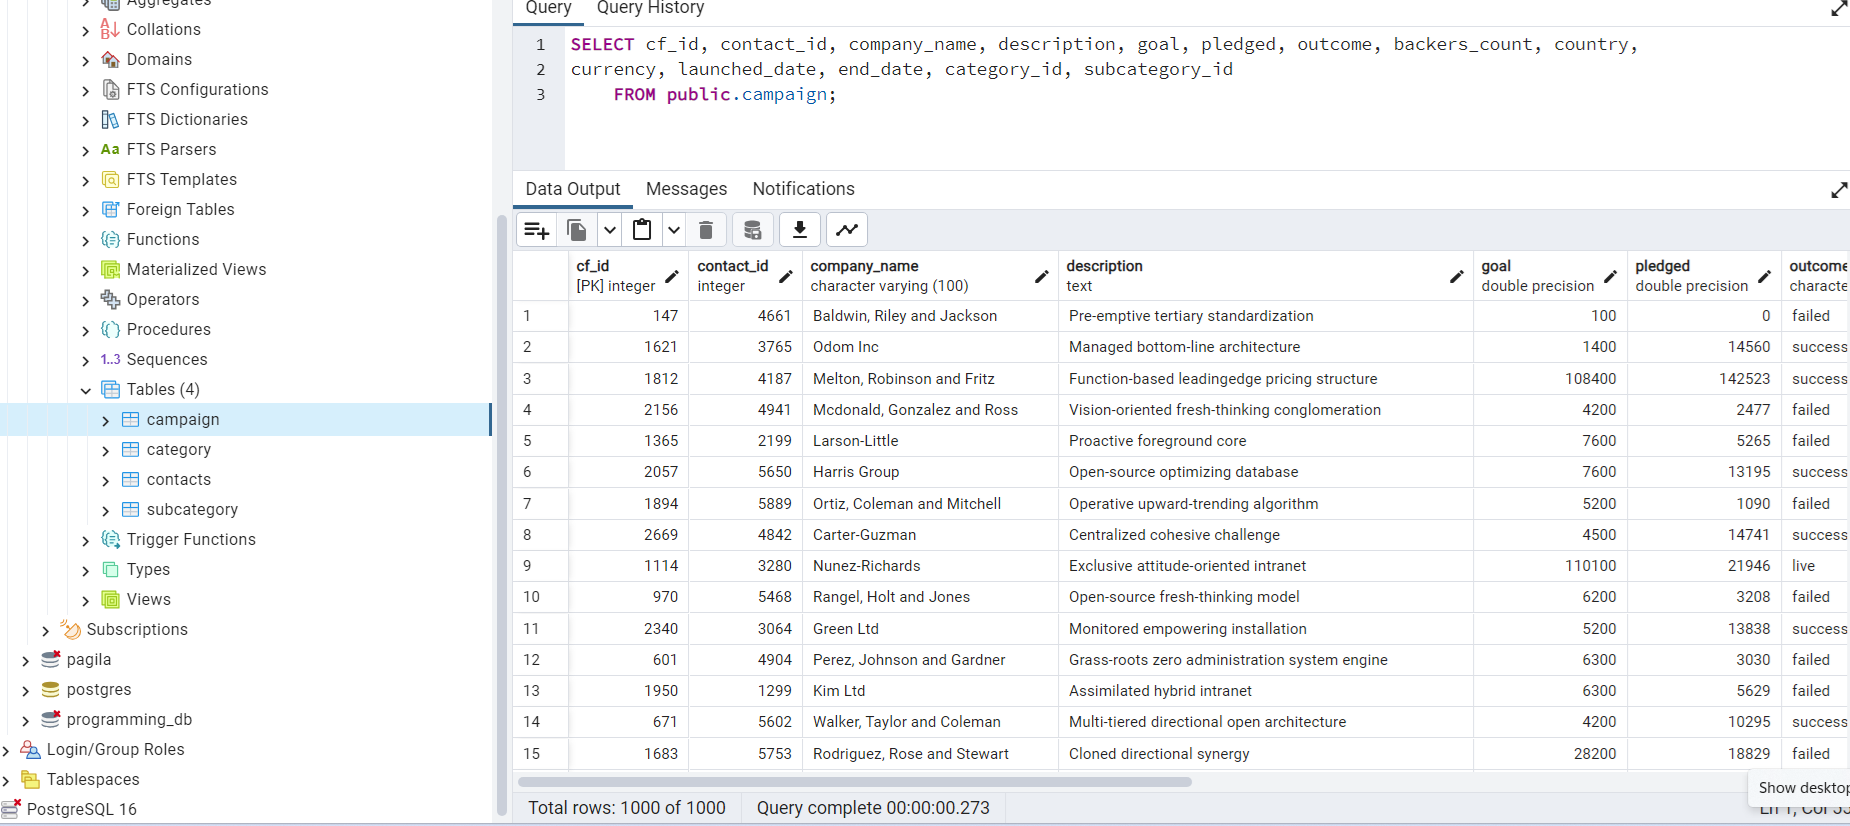 Aggregates
Collations
Domains
FTS Configurations
FTS Dictionaries
Aa FTS Parsers
FTS Templates
Foreign Tables
Functions
Materialized Views
Operators
Procedures
1..3 Sequences
Tables (4)
campaign
category
contacts
subcategory
Trigger Functions
Types
Views
Subscriptions
pagila
postgres
programming_db
Login/Group Roles
Tablespaces
PostgreSQL 16
Query Query History
1 SELECT cf_id, contact_id, company_name, description, goal, pledged, outcome, backers_count, country,
2 currency, launched_date, end_date, category_id, subcategory_id
3 FROM public.campaign;
Data Output Messages Notifications
cf_id contact_id company_name description goal pledged outcome
[PK] integer integer character varying (100) text double precision double precision characte
1 147 4661 Baldwin, Riley and Jackson Pre-emptive tertiary standardization 100 0 failed
2 1621 3765 Odom Inc Managed bottom-line architecture 1400 14560 success
3 1812 4187 Melton, Robinson and Fritz Function-based leadingedge pricing structure 108400 142523 success
4 2156 4941 Mcdonald, Gonzalez and Ross Vision-oriented fresh-thinking conglomeration 4200 2477 failed
5 1365 2199 Larson-Little Proactive foreground core 7600 5265 failed
6 2057 5650 Harris Group Open-source optimizing database 7600 13195 success
7 1894 5889 Ortiz, Coleman and Mitchell Operative upward-trending algorithm 5200 1090 failed
8 2669 4842 Carter-Guzman Centralized cohesive challenge 4500 14741 success
9 1114 3280 Nunez-Richards Exclusive attitude-oriented intranet 110100 21946 live
10 970 5468 Rangel, Holt and Jones Open-source fresh-thinking model 6200 3208 failed
11 2340 3064 Green Ltd Monitored empowering installation 5200 13838 success
12 601 4904 Perez, Johnson and Gardner Grass-roots zero administration system engine 6300 3030 failed
13 1950 1299 Kim Ltd Assimilated hybrid intranet 6300 5629 failed
14 671 5602 Walker, Taylor and Coleman Multi-tiered directional open architecture 4200 10295 success
15 1683 5753 Rodriguez, Rose and Stewart Cloned directional synergy 28200 18829 failed
Show desktop
Total rows: 1000 of 1000 Query complete 00:00:00.273